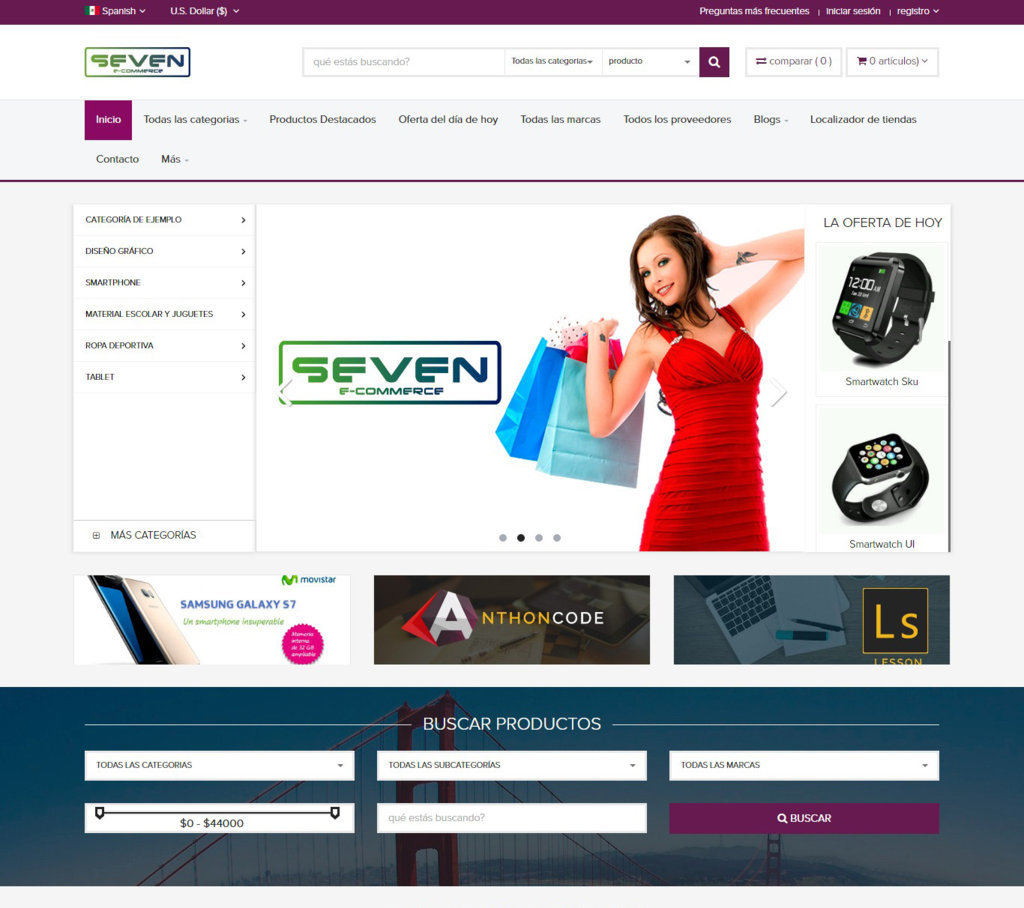 Spanish U.S. Dollar ($) Preguntas más frecuentes | iniciar sesión | registro
SEVEN
E-COMMERCE
qué estás buscando? Todas las categorias producto comparar ( 0 ) 0 artículos)
Inicio Todas las categorias Productos Destacados Oferta del día de hoy Todas las marcas Todos los proveedores Blogs Localizador de tiendas
Contacto Más
CATEGORÍA DE EJEMPLO
DISEÑO GRÁFICO
SMARTPHONE
MATERIAL ESCOLAR Y JUGUETES
ROPA DEPORTIVA
TABLET
MÁS CATEGORÍAS
SEVEN
E-COMMERCE
LA OFERTA DE HOY
12:00 AM
Smartwatch Sku
Smartwatch UI
movistar
SAMSUNG GALAXY S7
Un smartphone insuperable
Memoria
interna
de 32 GB
ampliable
ANTHONCODE
Ls
LESSON
BUSCAR PRODUCTOS
TODAS LAS CATEGORIAS TODAS LAS SUBCATEGORÍAS TODAS LAS MARCAS
$0 - $44000 qué estás buscando? BUSCAR